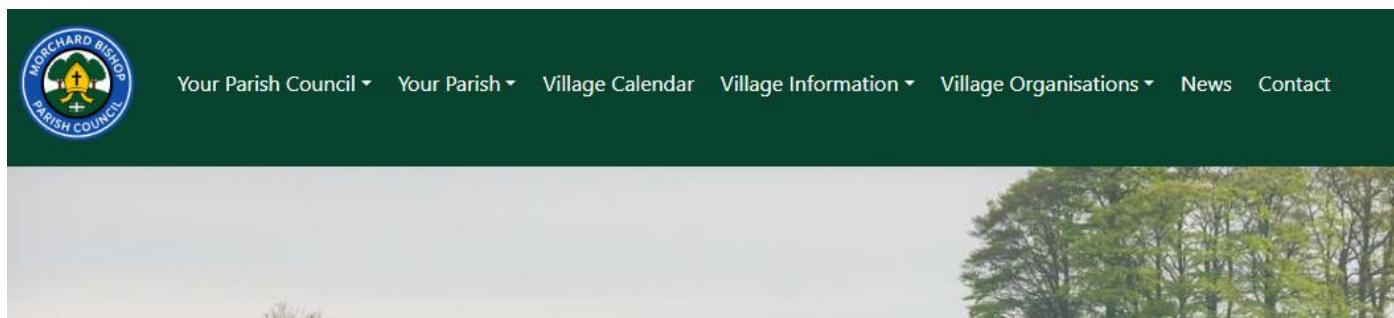 MORCHARD BISHOP
PARISH COUNCIL
Your Parish Council Your Parish Village Calendar Village Information Village Organisations News Contact